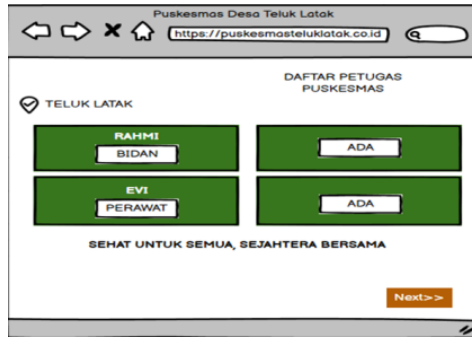 Puskesmas Desa Teluk Latak
https://puskesmasteluklatak.co.id
DAFTAR PETUGAS
PUSKESMAS
TELUK LATAK
RAHMI
BIDAN
ADA
EVI
PERAWAT
ADA
SEHAT UNTUK SEMUA, SEJAHTERA BERSAMA
Next>>